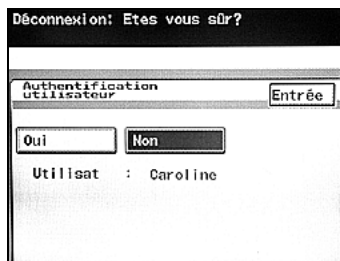 Déconnexion: Etes vous sûr?
Authentification
utilisateur
Entrée
Oui
Non
Utilisat : Caroline